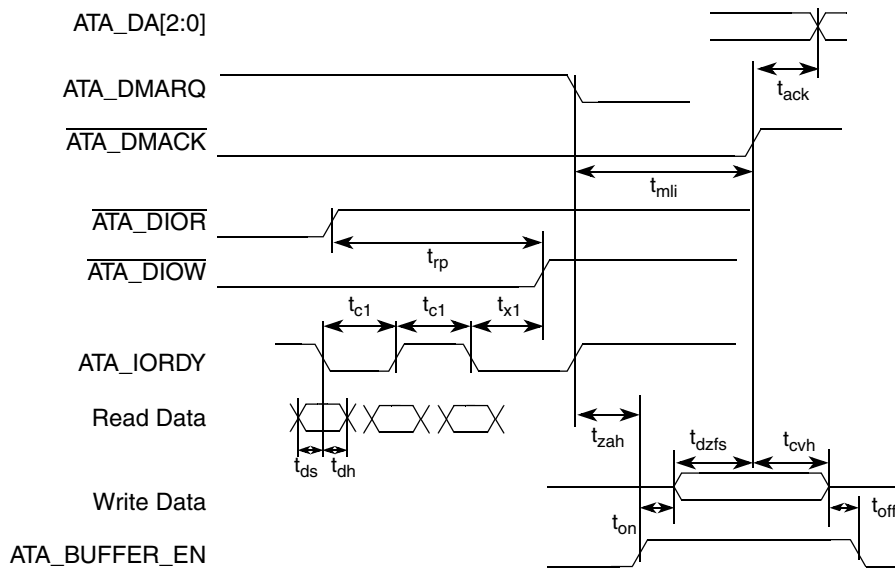 ATA_DA[2:0]
ATA_DMARQ
tack
ATA_DMACK
tmli
ATA_DIOR
trp
ATA_DIOW
tc1 tc1 tx1
ATA_IORDY
Read Data
tzah tdzfs tcvh
tds tdh
Write Data
ton toff
ATA_BUFFER_EN